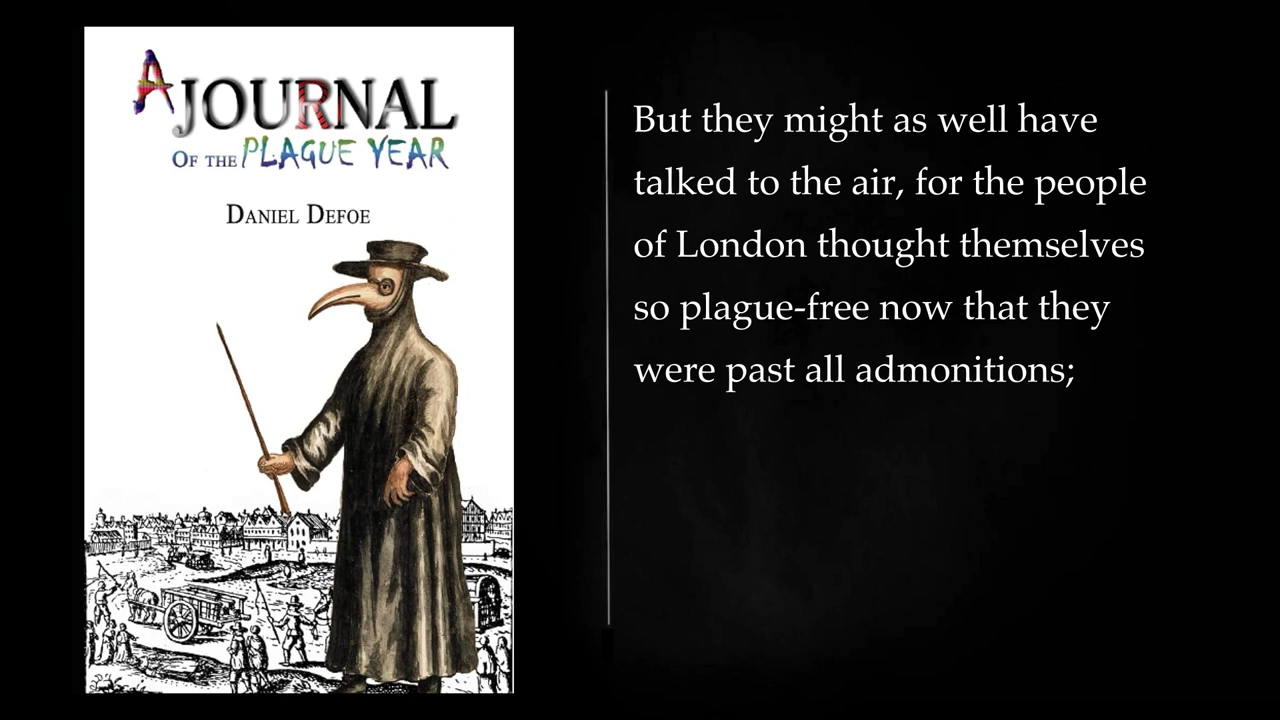 A JOURNAL
OF THE PLAGUE YEAR
DANIEL DEFOE
But they might as well have
talked to the air, for the people
of London thought themselves
so plague-free now that they
were past all admonitions;